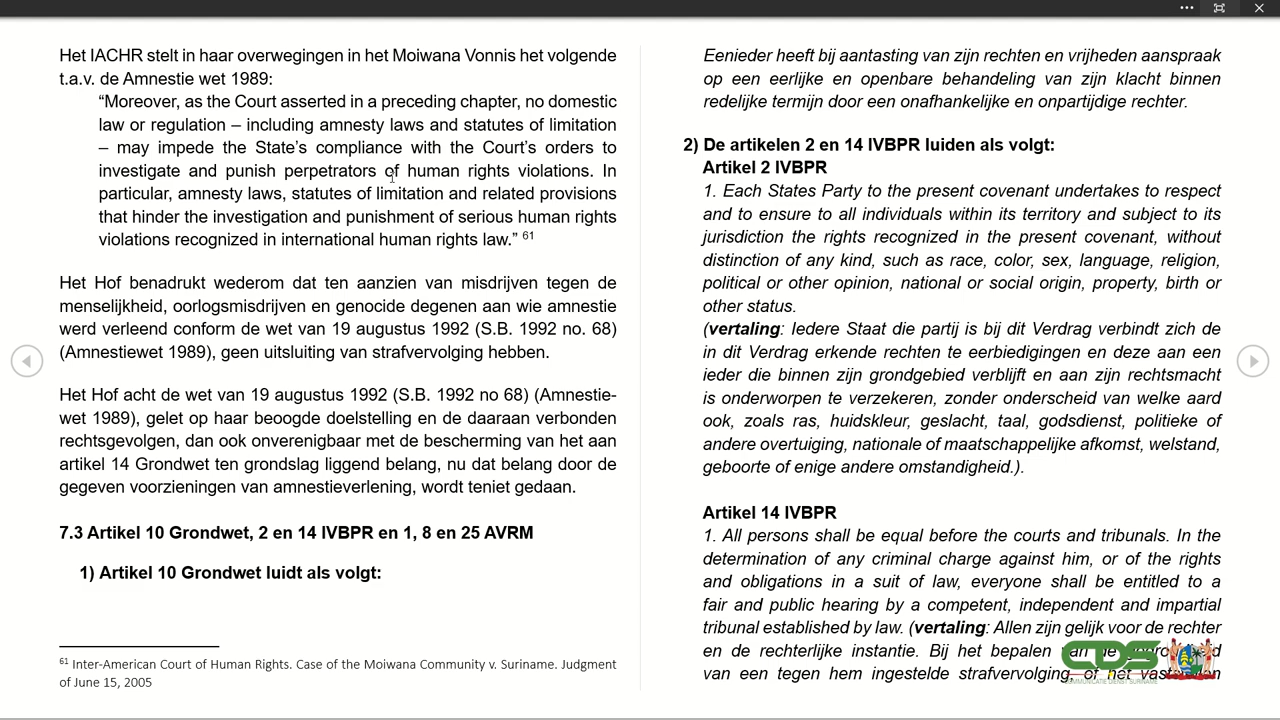 Het IACHR stelt in haar overwegingen in het Moiwana Vonnis het volgende
t.a.v. de Amnestie wet 1989:
“Moreover, as the Court asserted in a preceding chapter, no domestic
law or regulation – including amnesty laws and statutes of limitation
– may impede the State’s compliance with the Court’s orders to
investigate and punish perpetrators of human rights violations. In
particular, amnesty laws, statutes of limitation and related provisions
that hinder the investigation and punishment of serious human rights
violations recognized in international human rights law.” 61
Het Hof benadrukt wederom dat ten aanzien van misdrijven tegen de
menselijkheid, oorlogsmisdrijven en genocide degenen aan wie amnestie
werd verleend conform de wet van 19 augustus 1992 (S.B. 1992 no. 68)
(Amnestiewet 1989), geen uitsluiting van strafvervolging hebben.
Het Hof acht de wet van 19 augustus 1992 (S.B. 1992 no 68) (Amnestie-
wet 1989), gelet op haar beoogde doelstelling en de daaraan verbonden
rechtsgevolgen, dan ook onverenigbaar met de bescherming van het aan
artikel 14 Grondwet ten grondslag liggend belang, nu dat belang door de
gegeven voorzieningen van amnestieverlening, wordt teniet gedaan.
7.3 Artikel 10 Grondwet, 2 en 14 IVBPR en 1, 8 en 25 AVRM
1) Artikel 10 Grondwet luidt als volgt:
61 Inter-American Court of Human Rights. Case of the Moiwana Community v. Suriname. Judgment
of June 15, 2005
Eenieder heeft bij aantasting van zijn rechten en vrijheden aanspraak
op een eerlijke en openbare behandeling van zijn klacht binnen
redelijke termijn door een onafhankelijke en onpartijdige rechter.
2) De artikelen 2 en 14 IVBPR luiden als volgt:
Artikel 2 IVBPR
1. Each States Party to the present covenant undertakes to respect
and to ensure to all individuals within its territory and subject to its
jurisdiction the rights recognized in the present covenant, without
distinction of any kind, such as race, color, sex, language, religion,
political or other opinion, national or social origin, property, birth or
other status.
(vertaling: Iedere Staat die partij is bij dit Verdrag verbindt zich de
in dit Verdrag erkende rechten te eerbiedigingen en deze aan een
ieder die binnen zijn grondgebied verblijft en aan zijn rechtsmacht
is onderworpen te verzekeren, zonder onderscheid van welke aard
ook, zoals ras, huidskleur, geslacht, taal, godsdienst, politieke of
andere overtuiging, nationale of maatschappelijke afkomst, welstand,
geboorte of enige andere omstandigheid.).
Artikel 14 IVBPR
1. All persons shall be equal before the courts and tribunals. In the
determination of any criminal charge against him, or of the rights
and obligations in a suit of law, everyone shall be entitled to a
fair and public hearing by a competent, independent and impartial
tribunal established by law. (vertaling: Allen zijn gelijk voor de rechter
en de rechterlijke instantie. Bij het bepalen van de
van een tegen hem ingestelde strafvervolging, of het
CDS
COMMUNICATIE DIENST SURINAME